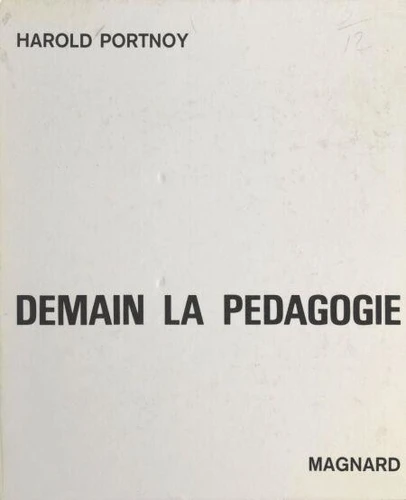 HAROLD PORTNOY
DEMAIN LA PEDAGOGIE
MAGNARD